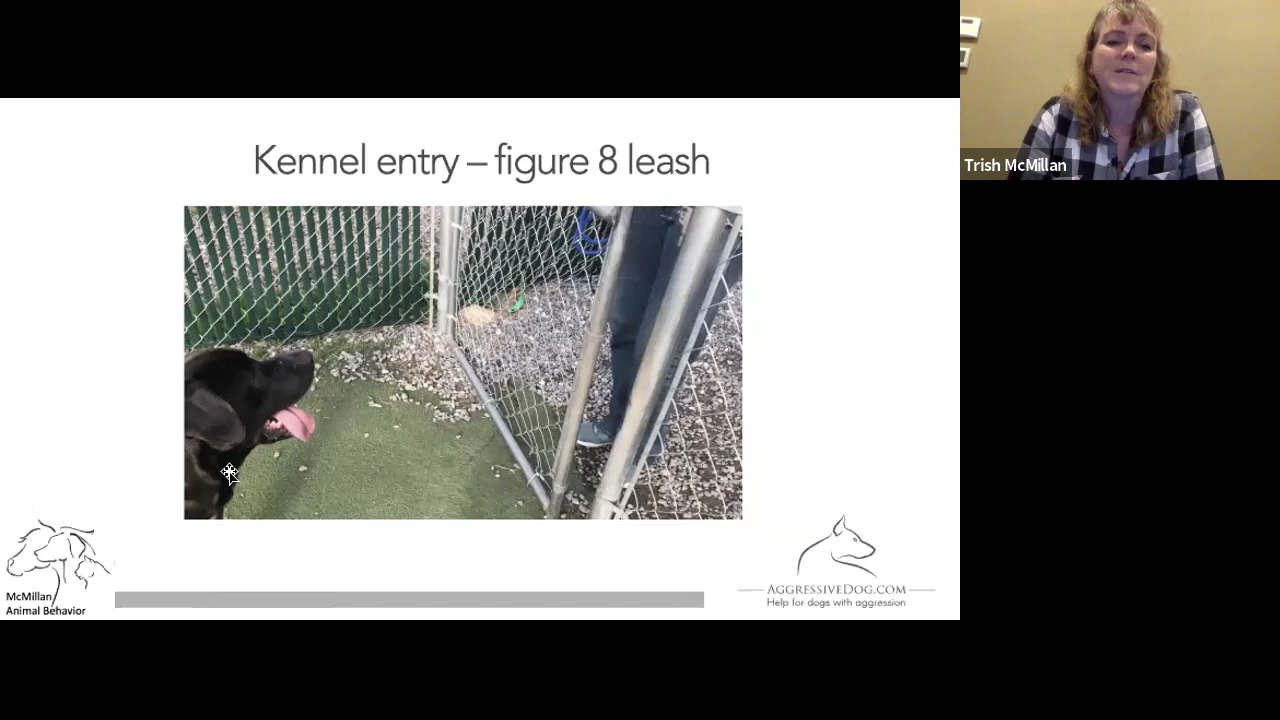 Kennel entry – figure 8 leash
Trish McMillan
McMillan
Animal Behavior
AGGRESSIVEDOG.COM
Help for dogs with aggression